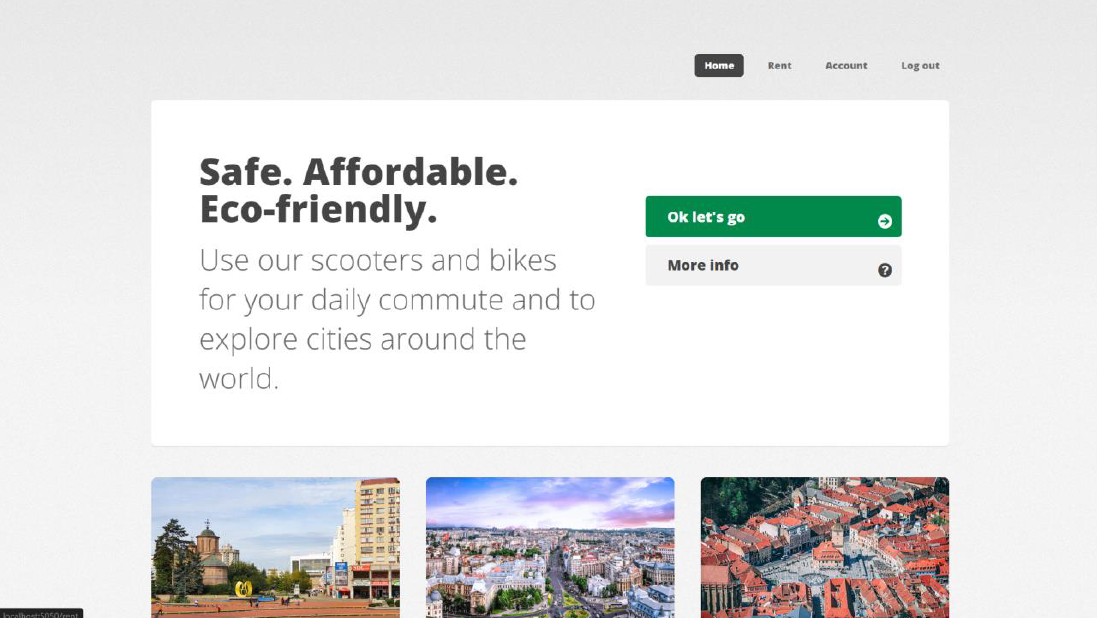 Home Rent Account Log out
Safe. Affordable.
Eco-friendly.
Use our scooters and bikes
for your daily commute and to
explore cities around the
world.
Ok let's go
More info
localhost:5050/rent